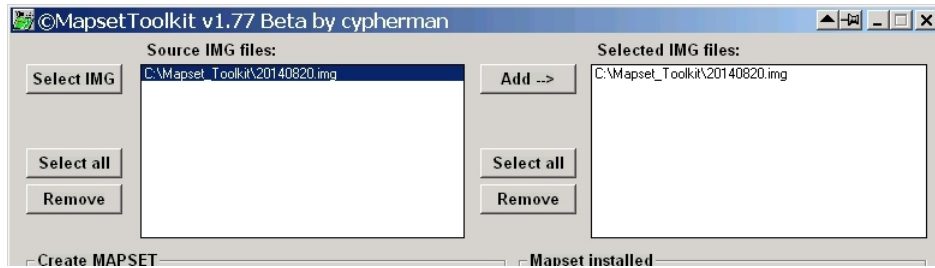 ©MapsetToolkit v1.77 Beta by cypherman
Source IMG files:
Selected IMG files:
Select IMG
C:\Mapset_Toolkit\20140820.img
Add -->
C:\Mapset_Toolkit\20140820.img
Select all
Select all
Remove
Remove
Create MAPSET
Mapset installed